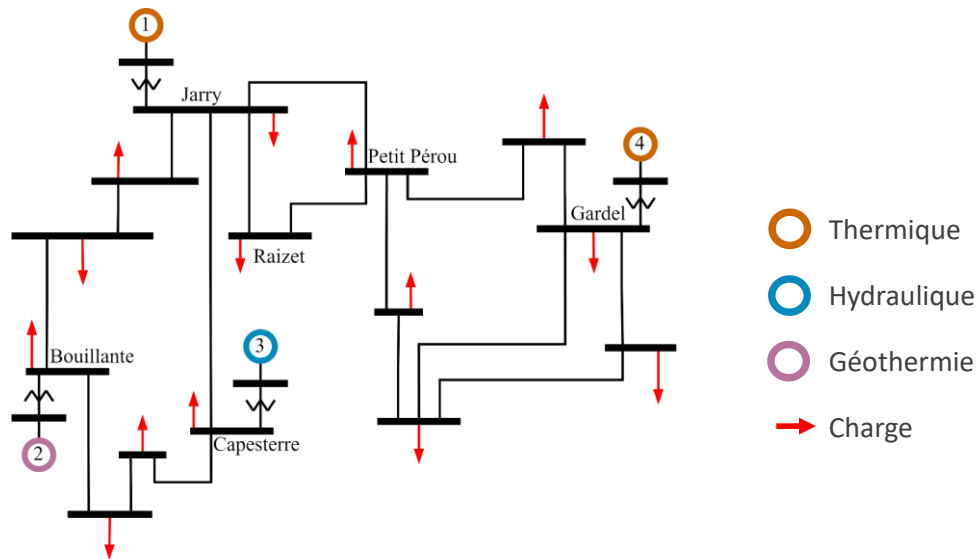 1
Jarry
Petit Pérou
4
Gardel
Raizet
Thermique
Hydraulique
Bouillante
3
Géothermie
Capesterre
2
Charge